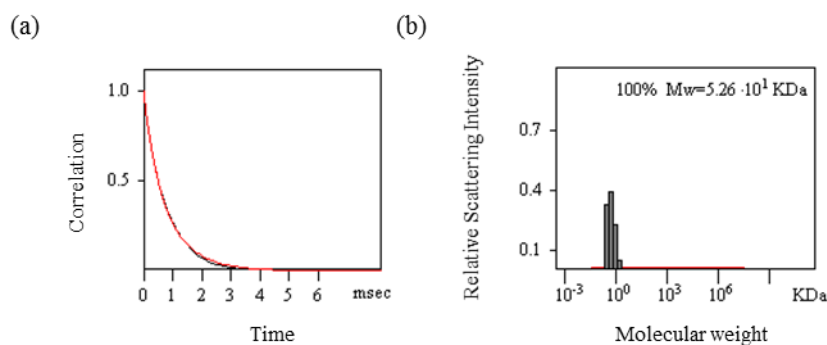 (a)
Correlation
1.0
0.5
0 1 2 3 4 5 6 msec
Time
(b)
Relative Scattering Intensity
100% Mw=5.26 ·10¹ KDa
0.7
0.4
0.1
10⁻³ 10⁰ 10³ 10⁶ KDa
Molecular weight